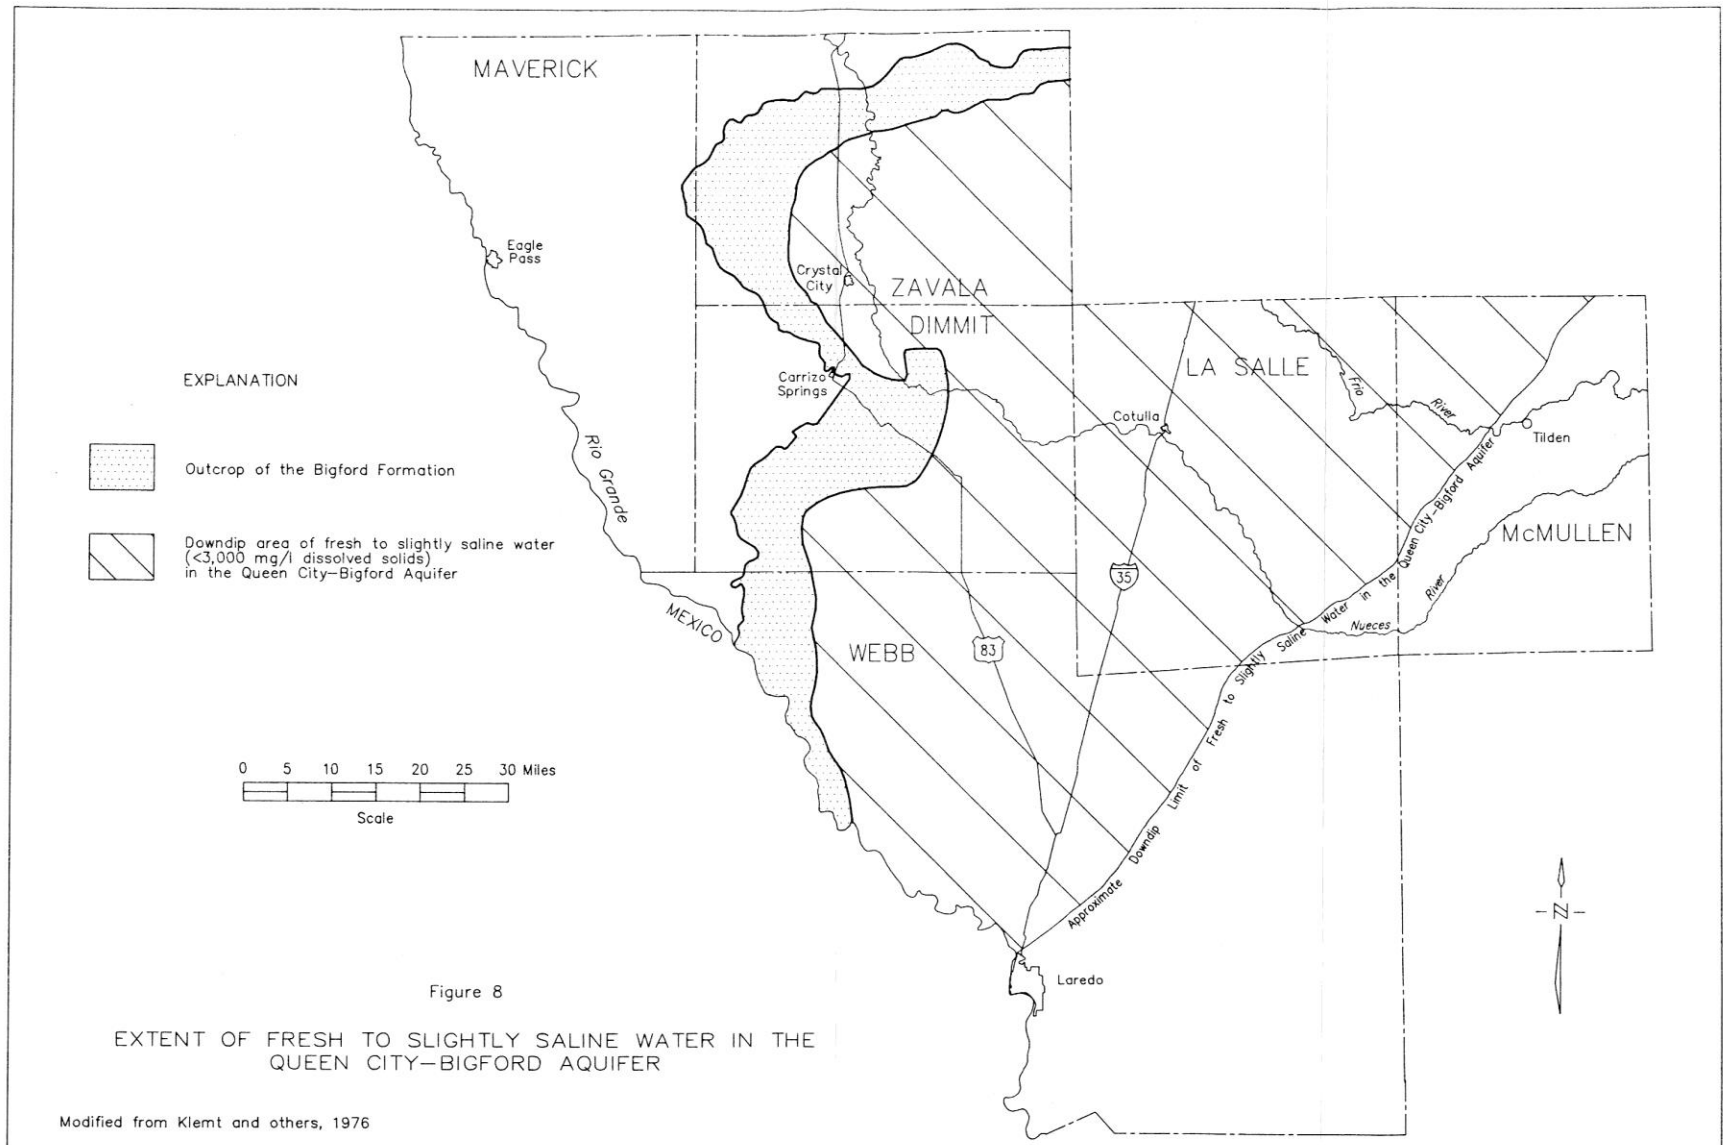 MAVERICK
Eagle
Pass
Crystal
City
ZAVALA
DIMMIT
LA SALLE
EXPLANATION
Carrizo
Springs
Frio
River
Cotulla
Tilden
Outcrop of the Bigford Formation
Rio Grande
Downdip area of fresh to slightly saline water
(<3,000 mg/l dissolved solids)
in the Queen City–Bigford Aquifer
McMULLEN
35
River
Nueces
MEXICO
WEBB
83
Approximate Downdip Limit of Fresh to Slightly Saline Water in the Queen City–Bigford Aquifer
0 5 10 15 20 25 30 Miles
Scale
N
Laredo
Figure 8
EXTENT OF FRESH TO SLIGHTLY SALINE WATER IN THE
QUEEN CITY–BIGFORD AQUIFER
Modified from Klemt and others, 1976